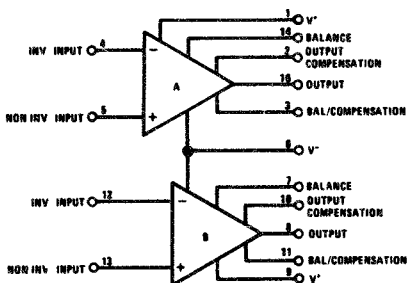 1 V+
14 BALANCE
INV INPUT 4
2 OUTPUT
COMPENSATION
−
A
16 OUTPUT
NON INV INPUT 5
+
3 BAL/COMPENSATION
6 V−
7 BALANCE
INV INPUT 12
10 OUTPUT
COMPENSATION
−
B
8 OUTPUT
11 BAL/COMPENSATION
NON INV INPUT 13
+
9 V+